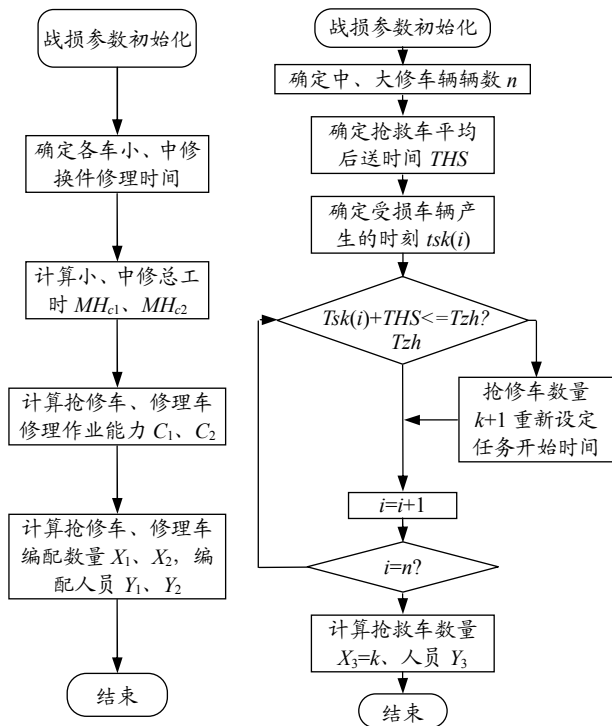 战损参数初始化
确定各车小、中修
换件修理时间
计算小、中修总工
时 MHc1、MHc2
计算抢修车、修理车
修理作业能力 C1、C2
计算抢修车、修理车
编配数量 X1、X2，编
配人员 Y1、Y2
结束
战损参数初始化
确定中、大修车辆辆数 n
确定抢救车平均
后送时间 THS
确定受损车辆产
生的时刻 tsk(i)
Tsk(i)+THS<=Tzh?
Tzh
抢修车数量
k+1 重新设定
任务开始时间
i=i+1
i=n?
计算抢救车数量
X3=k、人员 Y3
结束